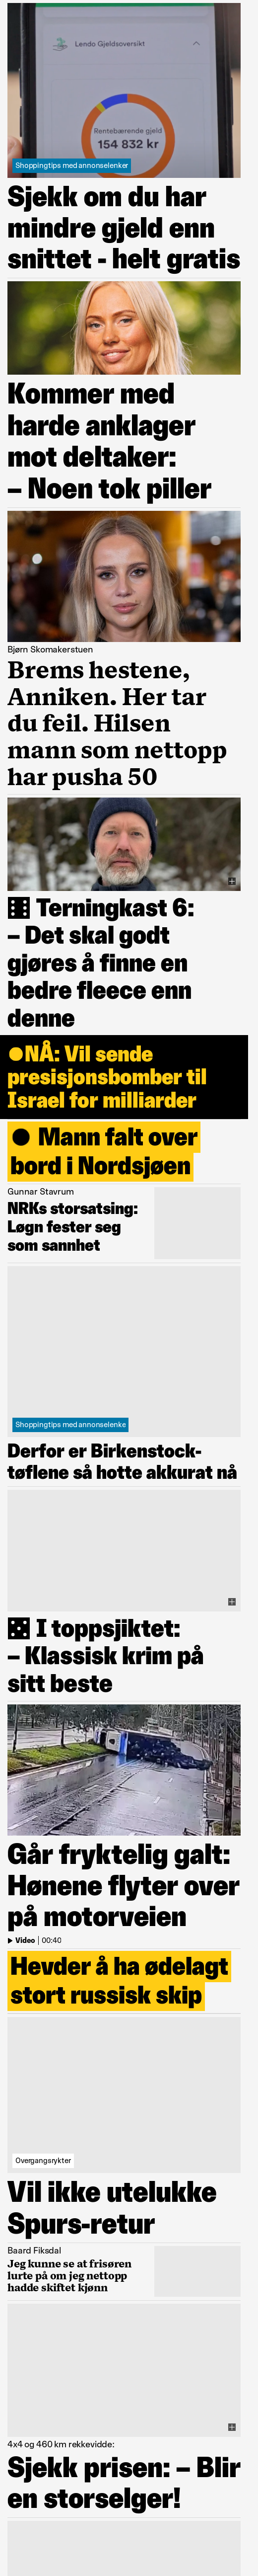 Lendo Gjeldsoversikt
Rentebærende gjeld
154 832 kr
Shoppingtips med annonselenker
Sjekk om du har
mindre gjeld enn
snittet - helt gratis
Kommer med
harde anklager
mot deltaker:
– Noen tok piller
Bjørn Skomakerstuen
Brems hestene,
Anniken. Her tar
du feil. Hilsen
mann som nettopp
har pusha 50
Terningkast 6:
– Det skal godt
gjøres å finne en
bedre fleece enn
denne
NÅ: Vil sende
presisjonsbomber til
Israel for milliarder
Mann falt over
bord i Nordsjøen
Gunnar Stavrum
NRKs storsatsing:
Løgn fester seg
som sannhet
Shoppingtips med annonselenke
Derfor er Birkenstock-
tøflene så hotte akkurat nå
I toppsjiktet:
– Klassisk krim på
sitt beste
Går fryktelig galt:
Hønene flyter over
på motorveien
Video 00:40
Hevder å ha ødelagt
stort russisk skip
Overgangsrykter
Vil ikke utelukke
Spurs-retur
Baard Fiksdal
Jeg kunne se at frisøren
lurte på om jeg nettopp
hadde skiftet kjønn
4x4 og 460 km rekkevidde:
Sjekk prisen: – Blir
en storselger!